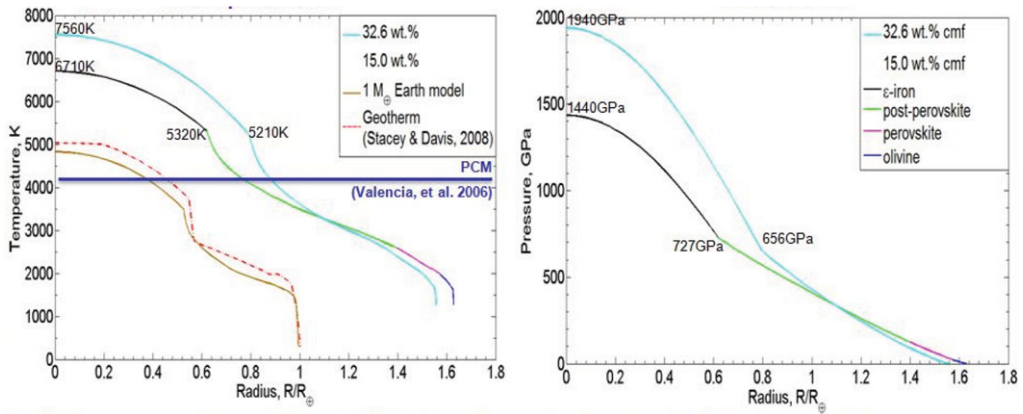 7560K
6710K
5320K
5210K
32.6 wt.%
15.0 wt.%
1 M⊕ Earth model
Geotherm
(Stacey & Davis, 2008)
PCM
(Valencia, et al. 2006)
Temperature, K
8000
7000
6000
5000
4000
3000
2000
1000
0
0 0.2 0.4 0.6 0.8 1 1.2 1.4 1.6 1.8
Radius, R/R⊕
1940GPa
1440GPa
727GPa
656GPa
32.6 wt.% cmf
15.0 wt.% cmf
ε-iron
post-perovskite
perovskite
olivine
Pressure, GPa
2000
1500
1000
500
0
0 0.2 0.4 0.6 0.8 1 1.2 1.4 1.6 1.8
Radius, R/R⊕